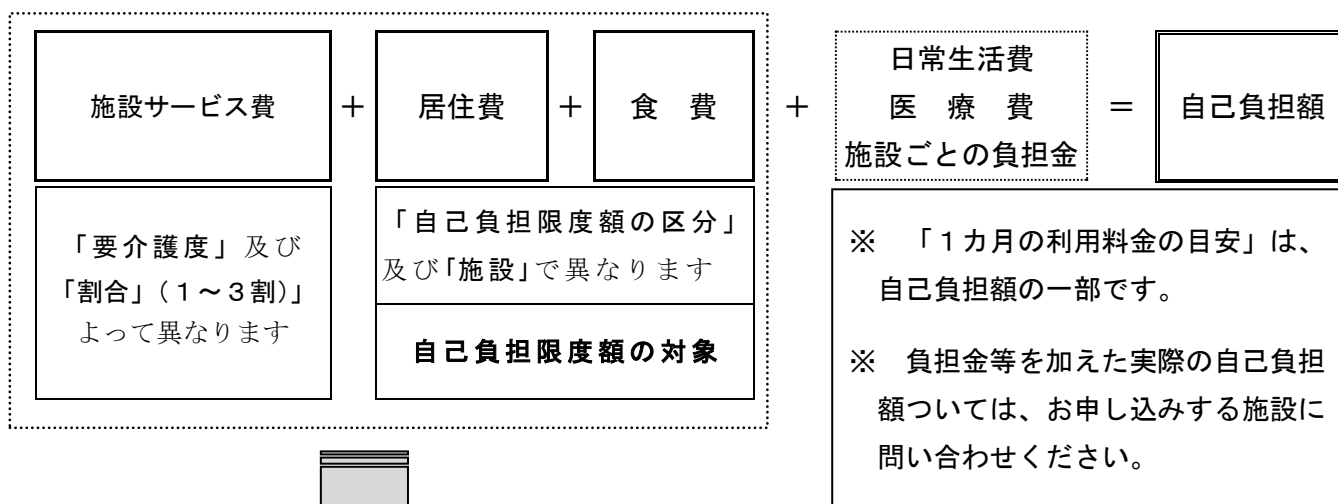 施設サービス費 ＋ 居住費 ＋ 食　費 ＋ 日常生活費
医　療　費
施設ごとの負担金 ＝ 自己負担額
「要介護度」及び
「割合」（１～３割）」
よって異なります
「自己負担限度額の区分」
及び「施設」で異なります
自己負担限度額の対象
※　「１カ月の利用料金の目安」は、
自己負担額の一部です。
※　負担金等を加えた実際の自己負担
額ついては、お申し込みする施設に
問い合わせください。